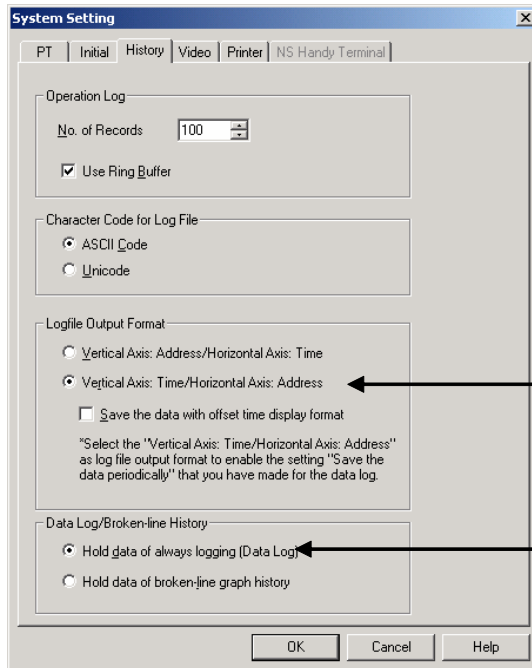 System Setting
PT Initial History Video Printer NS Handy Terminal
Operation Log
No. of Records 100
Use Ring Buffer
Character Code for Log File
ASCII Code
Unicode
Logfile Output Format
Vertical Axis: Address/Horizontal Axis: Time
Vertical Axis: Time/Horizontal Axis: Address
Save the data with offset time display format
*Select the "Vertical Axis: Time/Horizontal Axis: Address"
as log file output format to enable the setting "Save the
data periodically" that you have made for the data log.
Data Log/Broken-line History
Hold data of always logging (Data Log)
Hold data of broken-line graph history
OK Cancel Help